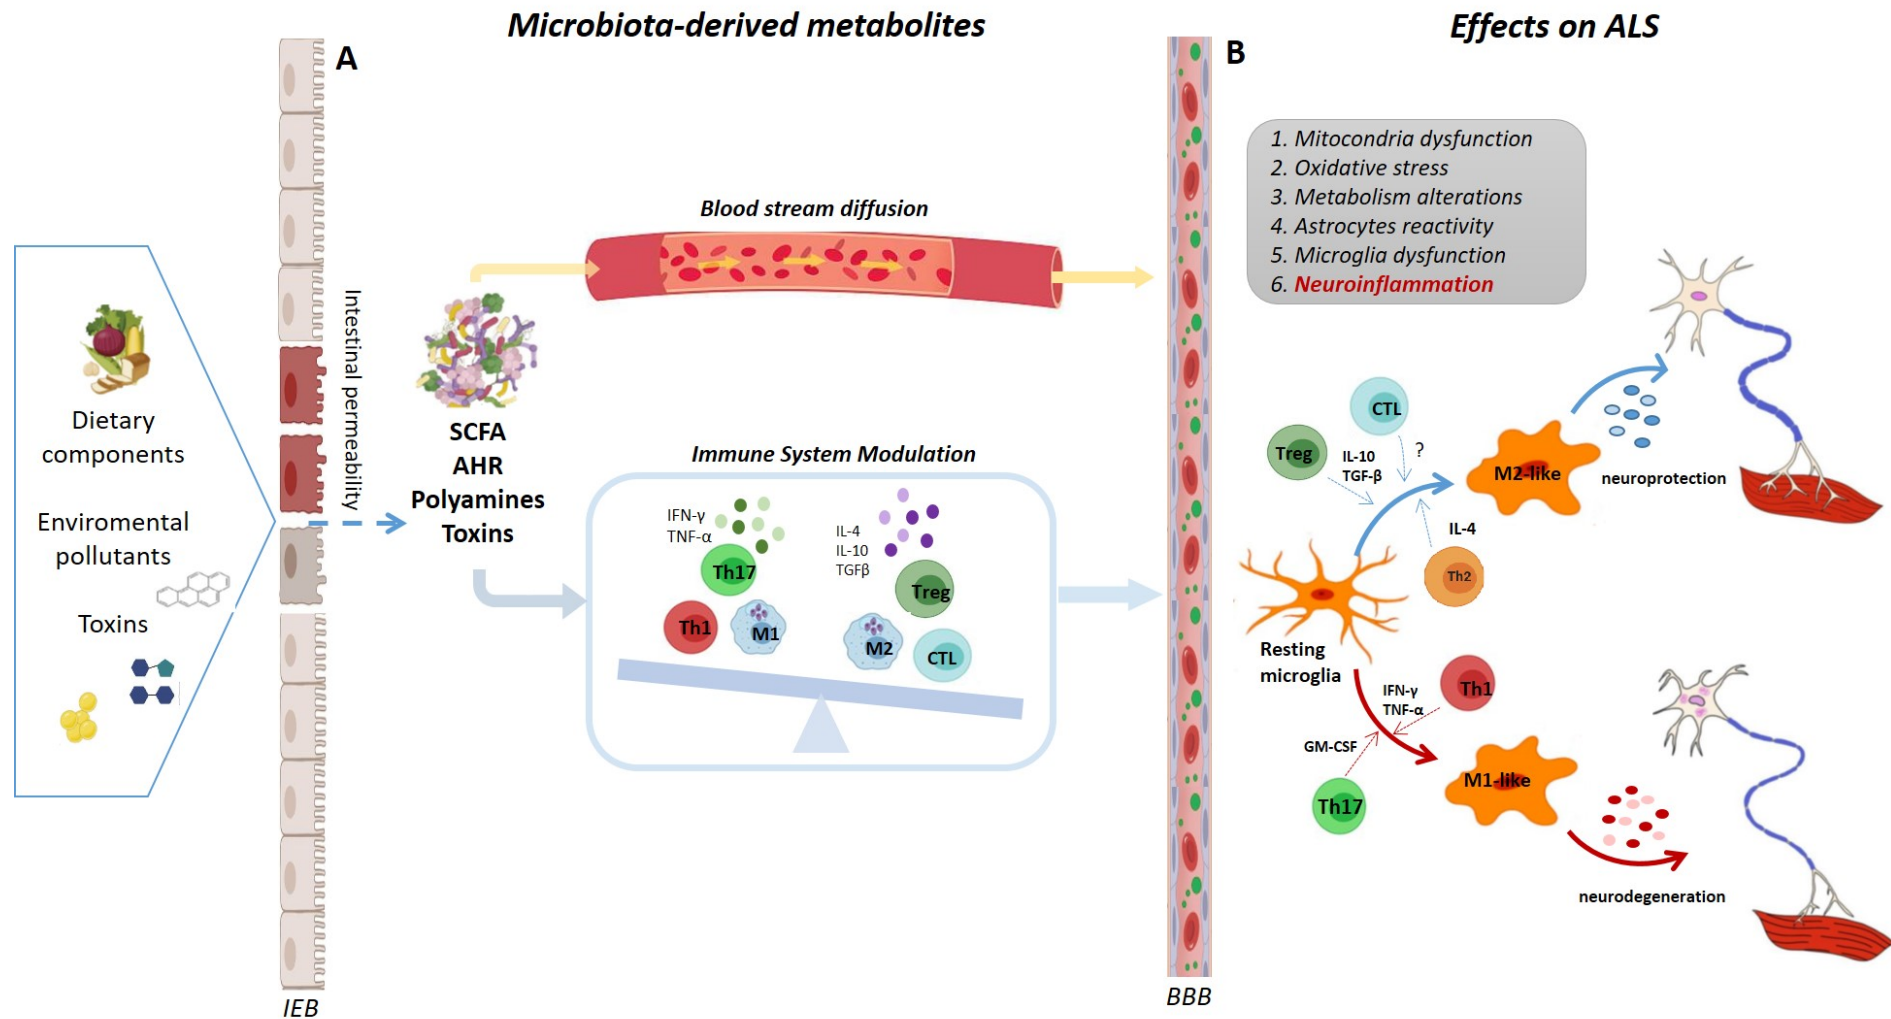 Microbiota-derived metabolites
Effects on ALS
A
B
1. Mitocondria dysfunction
2. Oxidative stress
3. Metabolism alterations
4. Astrocytes reactivity
5. Microglia dysfunction
6. Neuroinflammation
Dietary
components
Enviromental
pollutants
Toxins
Intestinal permeability
IEB
SCFA
AHR
Polyamines
Toxins
Blood stream diffusion
Immune System Modulation
IFN-γ
TNF-α
Th17
Th1
M1
IL-4
IL-10
TGFβ
Treg
M2
CTL
BBB
CTL
Treg
IL-10
TGF-β
?
M2-like
neuroprotection
IL-4
Th2
Resting
microglia
IFN-γ
TNF-α
Th1
GM-CSF
Th17
M1-like
neurodegeneration